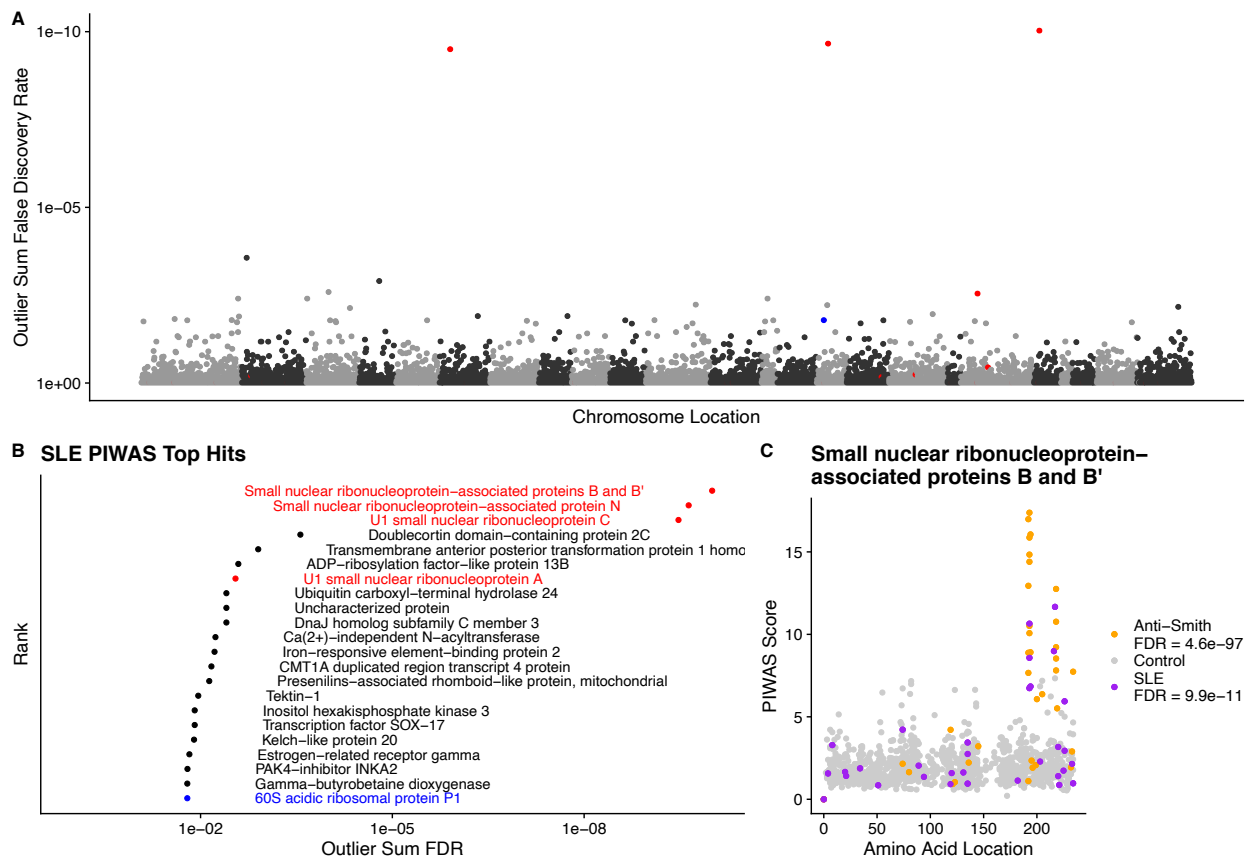 A
Outlier Sum False Discovery Rate
1e−10
1e−05
1e+00
Chromosome Location
B SLE PIWAS Top Hits
Rank
Small nuclear ribonucleoprotein−associated proteins B and B'
Small nuclear ribonucleoprotein−associated protein N
U1 small nuclear ribonucleoprotein C
Doublecortin domain−containing protein 2C
Transmembrane anterior posterior transformation protein 1 homo
ADP−ribosylation factor−like protein 13B
U1 small nuclear ribonucleoprotein A
Ubiquitin carboxyl−terminal hydrolase 24
Uncharacterized protein
DnaJ homolog subfamily C member 3
Ca(2+)−independent N−acyltransferase
Iron−responsive element−binding protein 2
CMT1A duplicated region transcript 4 protein
Presenilins−associated rhomboid−like protein, mitochondrial
Tektin−1
Inositol hexakisphosphate kinase 3
Transcription factor SOX−17
Kelch−like protein 20
Estrogen−related receptor gamma
PAK4−inhibitor INKA2
Gamma−butyrobetaine dioxygenase
60S acidic ribosomal protein P1
1e−02 1e−05 1e−08
Outlier Sum FDR
C Small nuclear ribonucleoprotein−
associated proteins B and B'
PIWAS Score
15
10
5
0
0 50 100 150 200
Amino Acid Location
Anti−Smith
FDR = 4.6e−97
Control
SLE
FDR = 9.9e−11